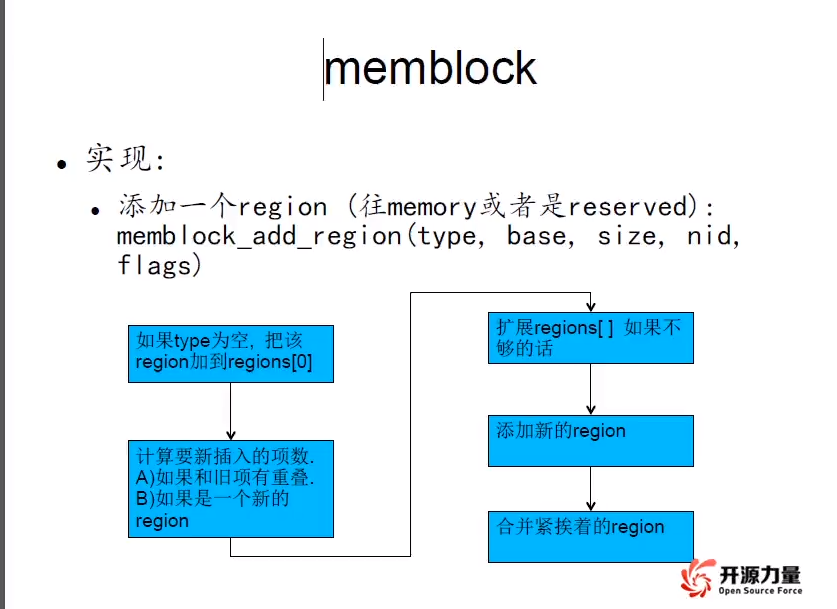 memblock
实现:
添加一个region (往memory或者是reserved):
memblock_add_region(type, base, size, nid,
flags)
如果type为空, 把该
region加到regions[0]
计算要新插入的项数.
A)如果和旧项有重叠.
B)如果是一个新的
region
扩展regions[ ] 如果不
够的话
添加新的region
合并紧挨着的region
开源力量
Open Source Force